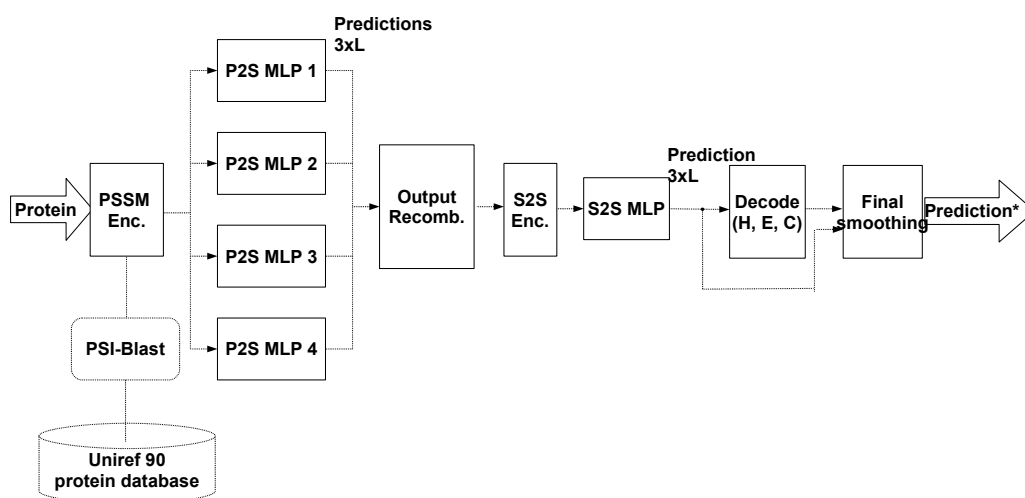 Predictions
3xL
P2S MLP 1
P2S MLP 2
P2S MLP 3
P2S MLP 4
Protein
PSSM
Enc.
PSI-Blast
Uniref 90
protein database
Output
Recomb.
S2S
Enc.
S2S MLP
Prediction
3xL
Decode
(H, E, C)
Final
smoothing
Prediction*